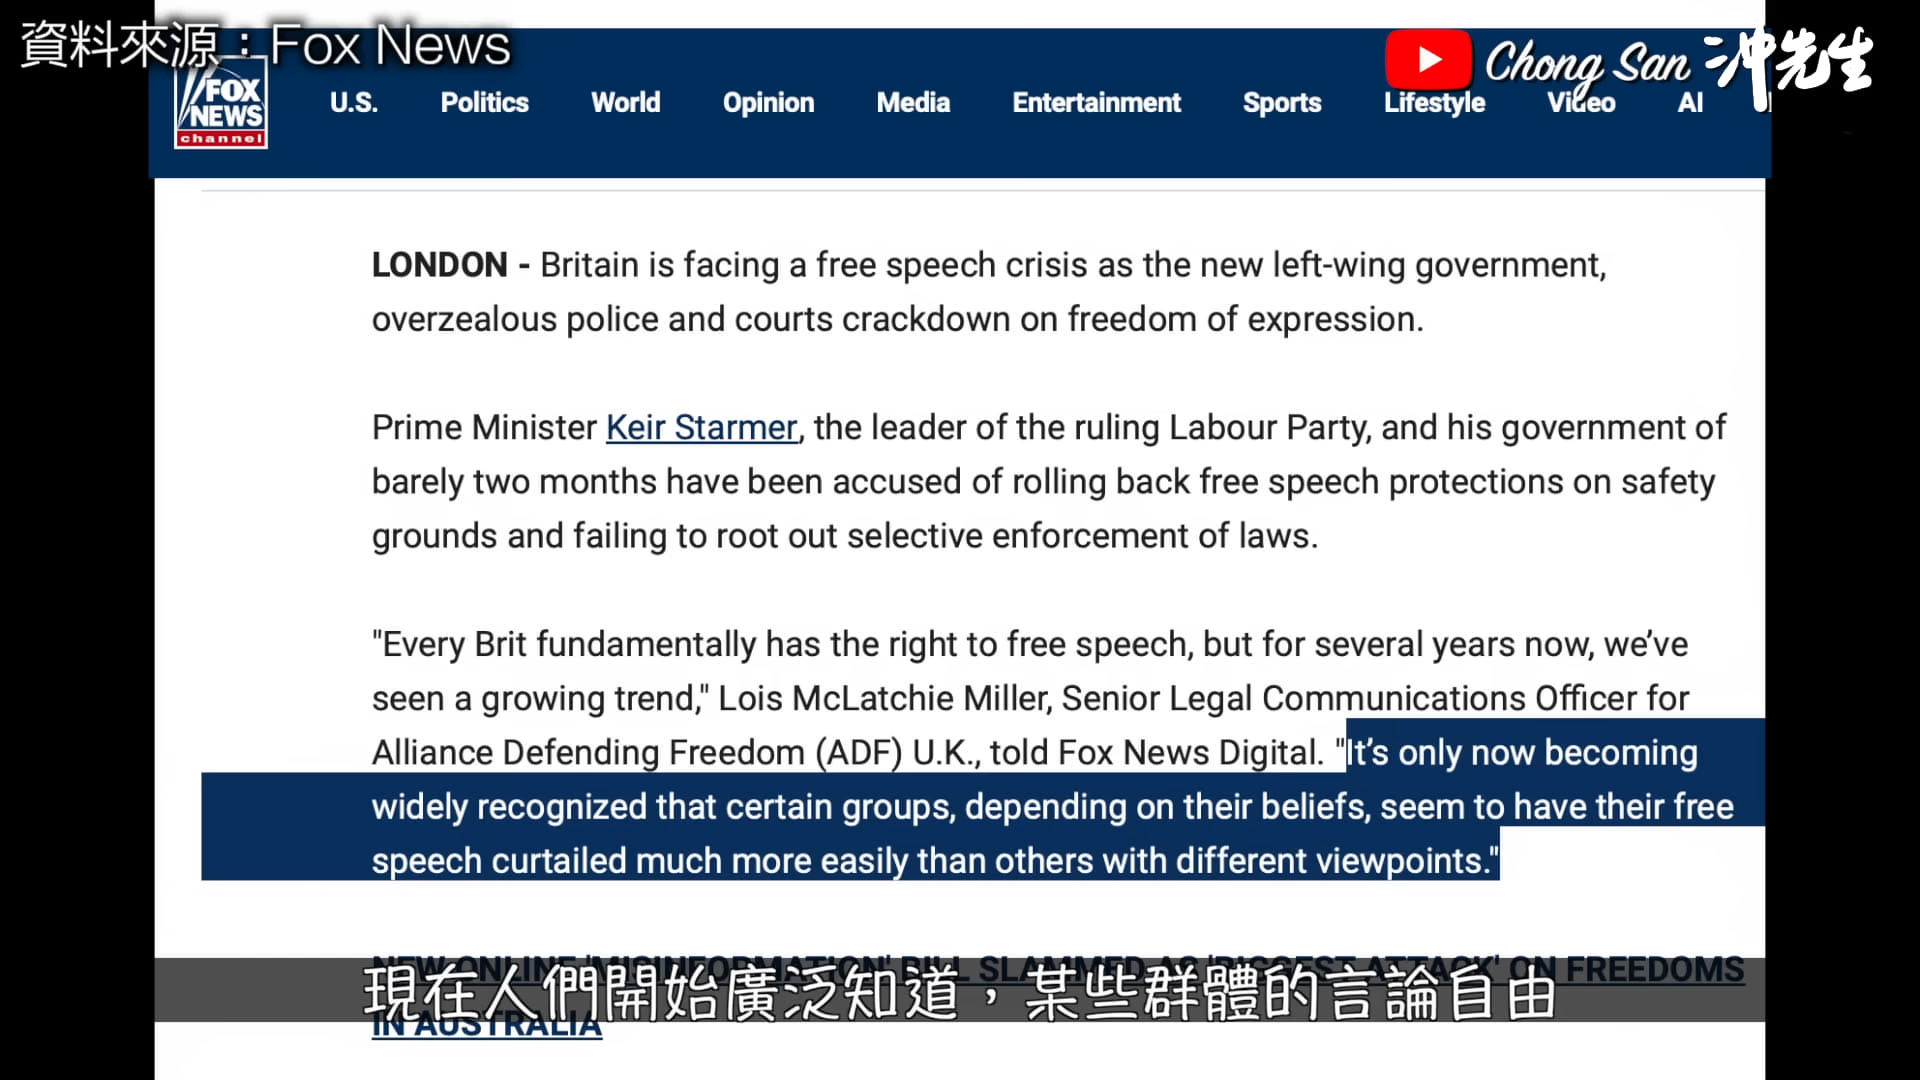 資料來源：Fox News
Chong San 沖先生
FOX
NEWS
channel
U.S. Politics World Opinion Media Entertainment Sports Lifestyle Video AI
LONDON - Britain is facing a free speech crisis as the new left-wing government,
overzealous police and courts crackdown on freedom of expression.
Prime Minister Keir Starmer, the leader of the ruling Labour Party, and his government of
barely two months have been accused of rolling back free speech protections on safety
grounds and failing to root out selective enforcement of laws.
"Every Brit fundamentally has the right to free speech, but for several years now, we’ve
seen a growing trend," Lois McLatchie Miller, Senior Legal Communications Officer for
Alliance Defending Freedom (ADF) U.K., told Fox News Digital. "It’s only now becoming
widely recognized that certain groups, depending on their beliefs, seem to have their free
speech curtailed much more easily than others with different viewpoints."
NEW ONLINE 'MISINFORMATION' BILL SLAMMED AS 'BIGGEST ATTACK' ON FREEDOMS
IN AUSTRALIA
現在人們開始廣泛知道，某些群體的言論自由